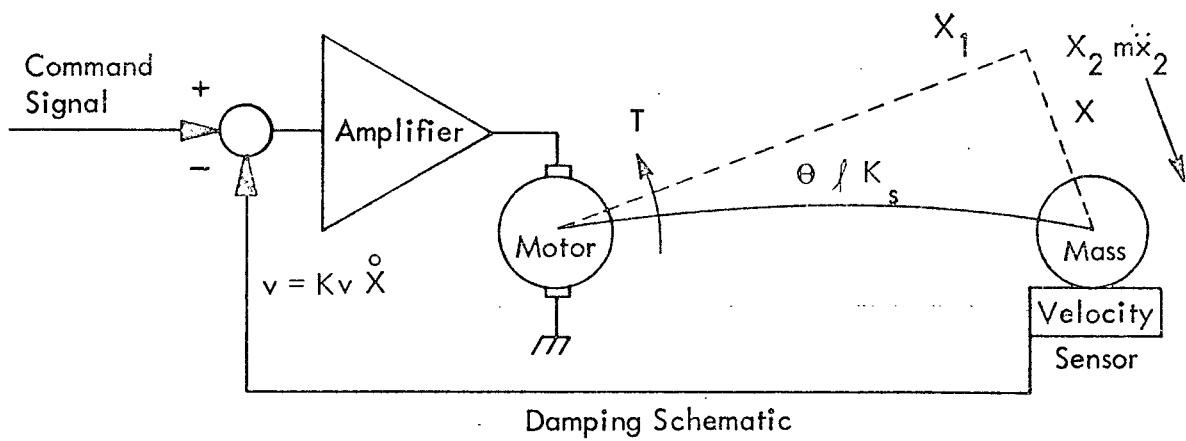 Command
Signal
+
−
Amplifier
Motor
v = Kv X̊
T
X₁
θ ℓ Kₛ
X₂ mẍ₂
X
Mass
Velocity
Sensor
Damping Schematic